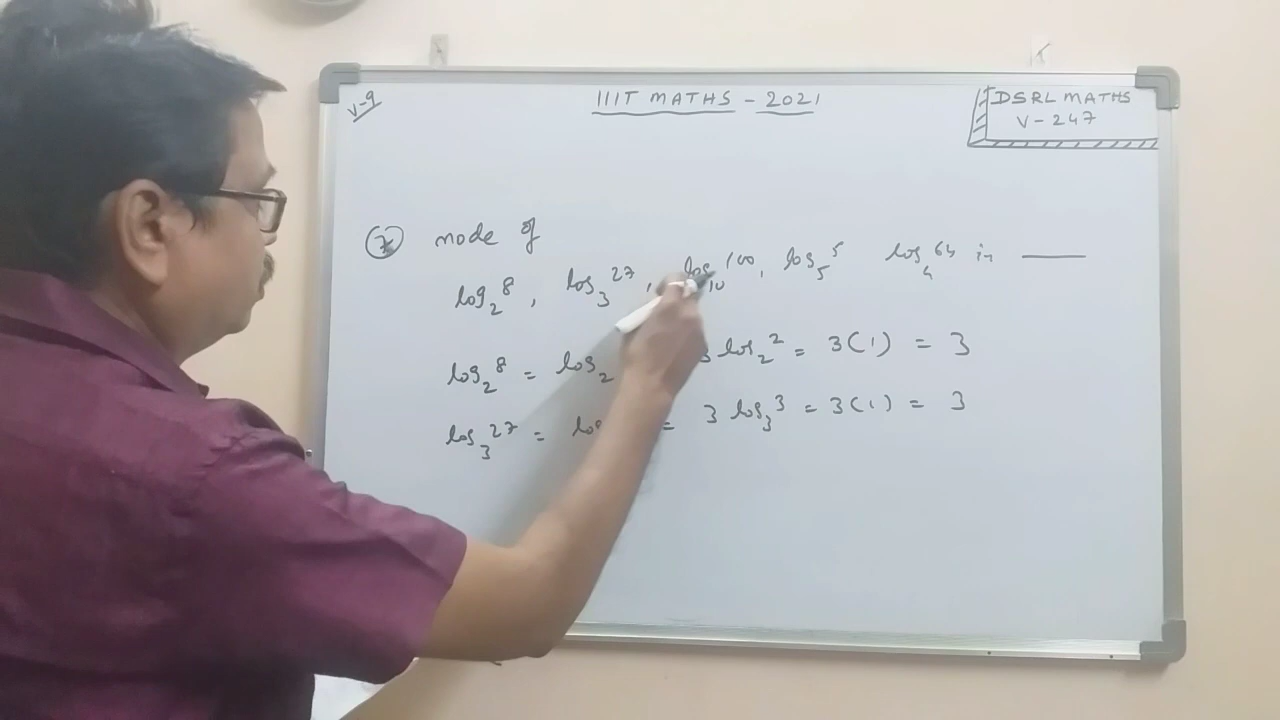 V-9
IIIT MATHS - 2021
DSRL MATHS
V - 247
7 mode of
log₂⁸, log₃²⁷, log₁₀¹⁰⁰, log₅⁵ log₄⁶⁴ is ____
log₂⁸ = log₂ 3 log₂² = 3(1) = 3
log₃²⁷ = = 3 log₃³ = 3(1) = 3